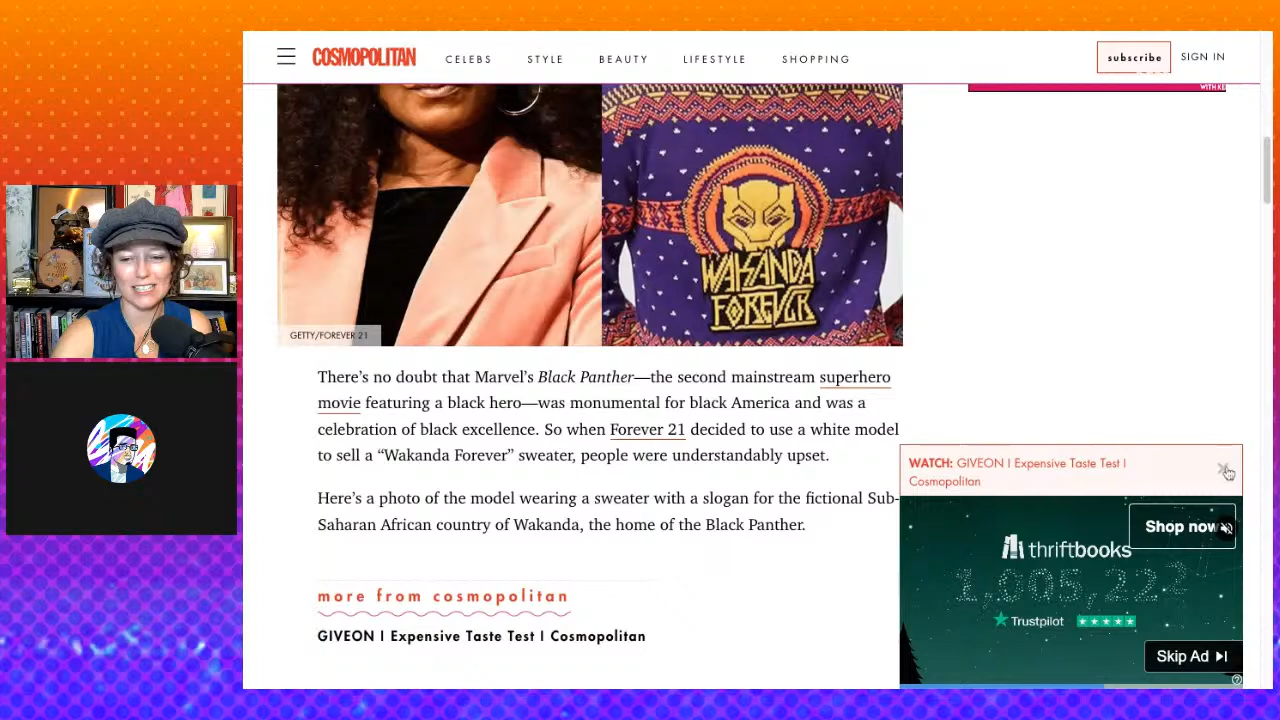 COSMOPOLITAN
CELEBS
STYLE
BEAUTY
LIFESTYLE
SHOPPING
subscribe
SIGN IN
WAKANDA
FOREVER
GETTY/FOREVER 21
There's no doubt that Marvel's Black Panther—the second mainstream superhero
movie featuring a black hero—was monumental for black America and was a
celebration of black excellence. So when Forever 21 decided to use a white model
to sell a “Wakanda Forever” sweater, people were understandably upset.
Here's a photo of the model wearing a sweater with a slogan for the fictional Sub-
Saharan African country of Wakanda, the home of the Black Panther.
more from cosmopolitan
GIVEON | Expensive Taste Test | Cosmopolitan
WATCH: GIVEON | Expensive Taste Test |
Cosmopolitan
Shop now
thriftbooks
1,005,222
Trustpilot
Skip Ad